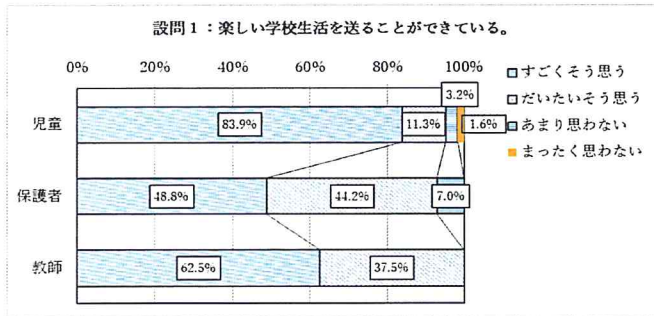 設問1：楽しい学校生活を送ることができている。
0% 20% 40% 60% 80% 100%
すごくそう思う
だいたいそう思う
あまり思わない
まったく思わない
児童 83.9% 11.3% 3.2% 1.6%
保護者 48.8% 44.2% 7.0%
教師 62.5% 37.5%